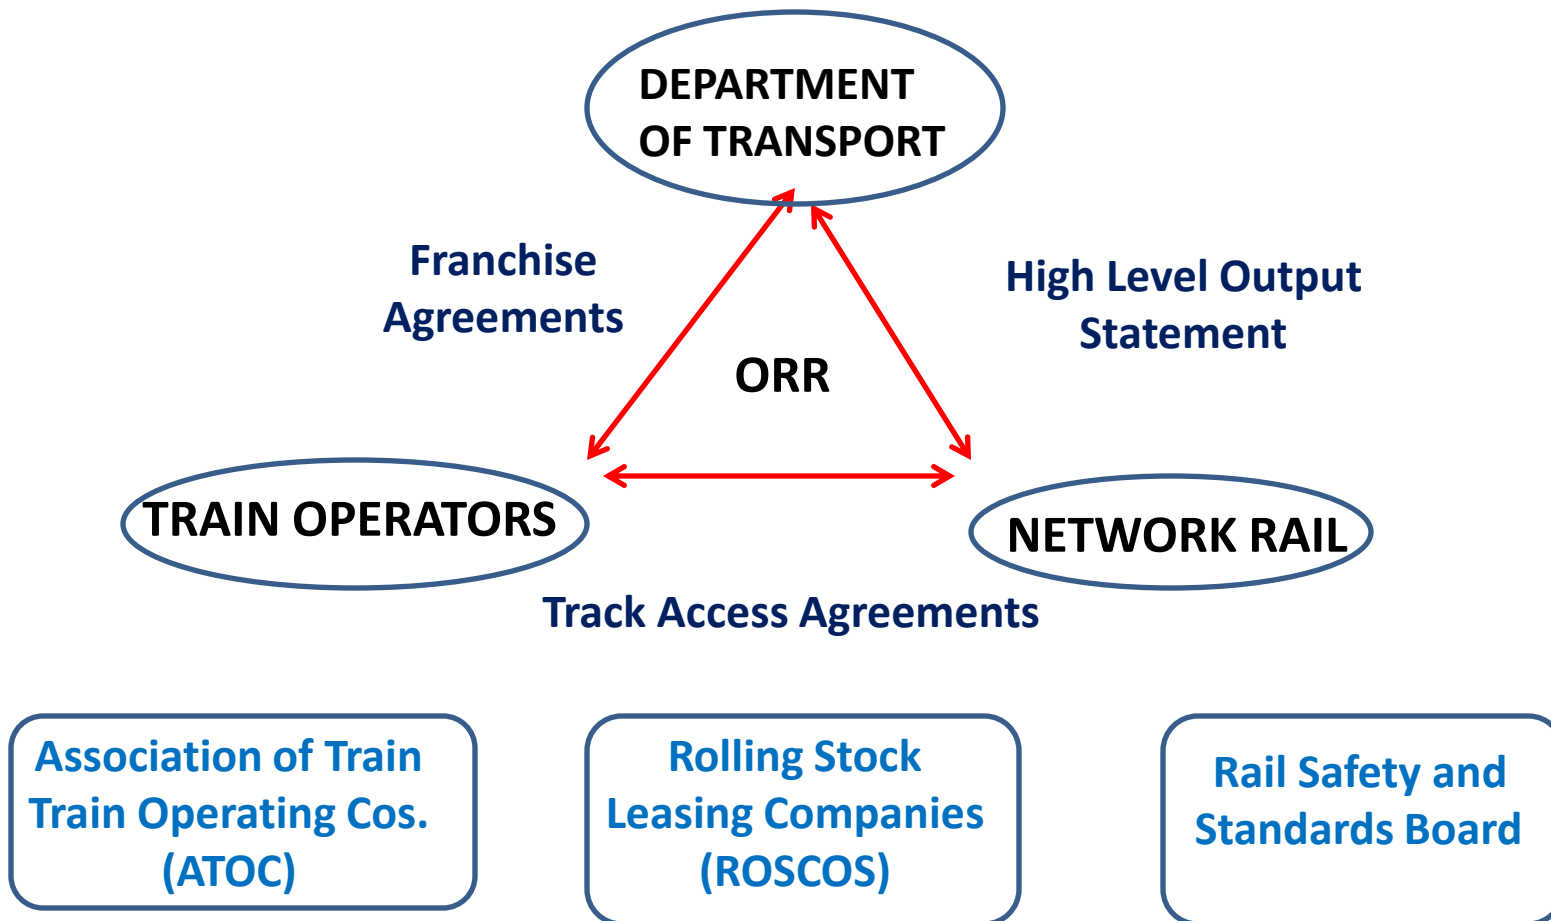 DEPARTMENT
OF TRANSPORT
Franchise
Agreements
High Level Output
Statement
ORR
TRAIN OPERATORS
NETWORK RAIL
Track Access Agreements
Association of Train
Train Operating Cos.
(ATOC)
Rolling Stock
Leasing Companies
(ROSCOS)
Rail Safety and
Standards Board